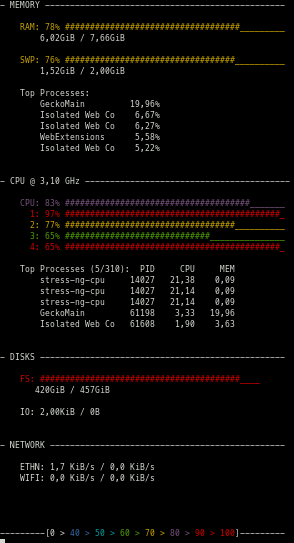 MEMORY
RAM: 78% ###################################_________
6,02GiB / 7,66GiB
SWP: 76% ##################################__________
1,52GiB / 2,00GiB
Top Processes:
GeckoMain 19,96%
Isolated Web Co 6,67%
Isolated Web Co 6,27%
WebExtensions 5,58%
Isolated Web Co 5,22%
CPU @ 3,10 GHz
CPU: 83% #####################################_______
1: 97% ###########################################_
2: 77% ##################################__________
3: 65% #############################_______________
4: 65% ###########################################_
Top Processes (5/310): PID CPU MEM
stress-ng-cpu 14027 21,38 0,09
stress-ng-cpu 14027 21,14 0,09
stress-ng-cpu 14027 21,14 0,09
GeckoMain 61198 3,33 19,96
Isolated Web Co 61608 1,90 3,63
DISKS
FS: ########################################____
420GiB / 457GiB
IO: 2,00KiB / 0B
NETWORK
ETHN: 1,7 KiB/s / 0,0 KiB/s
WIFI: 0,0 KiB/s / 0,0 KiB/s
[0 > 40 > 50 > 60 > 70 > 80 > 90 > 100]